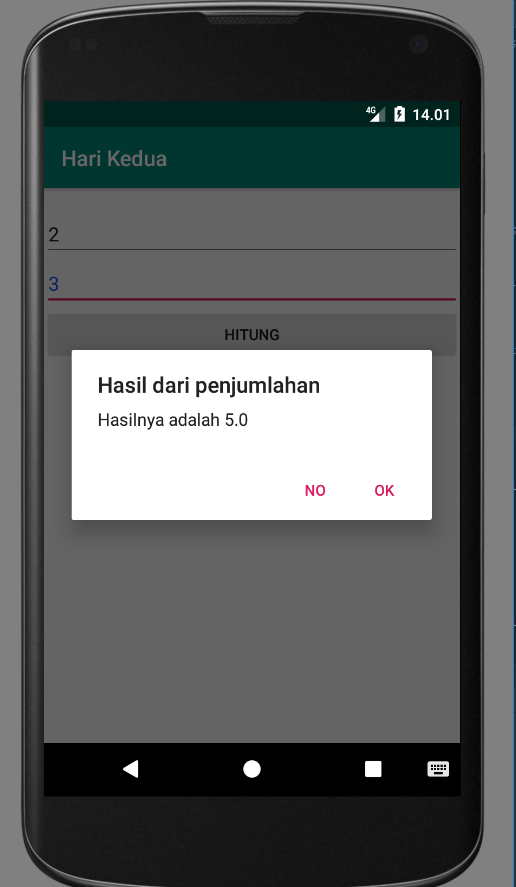 4G 14.01
Hari Kedua
2
3
HITUNG
Hasil dari penjumlahan
Hasilnya adalah 5.0
NO OK